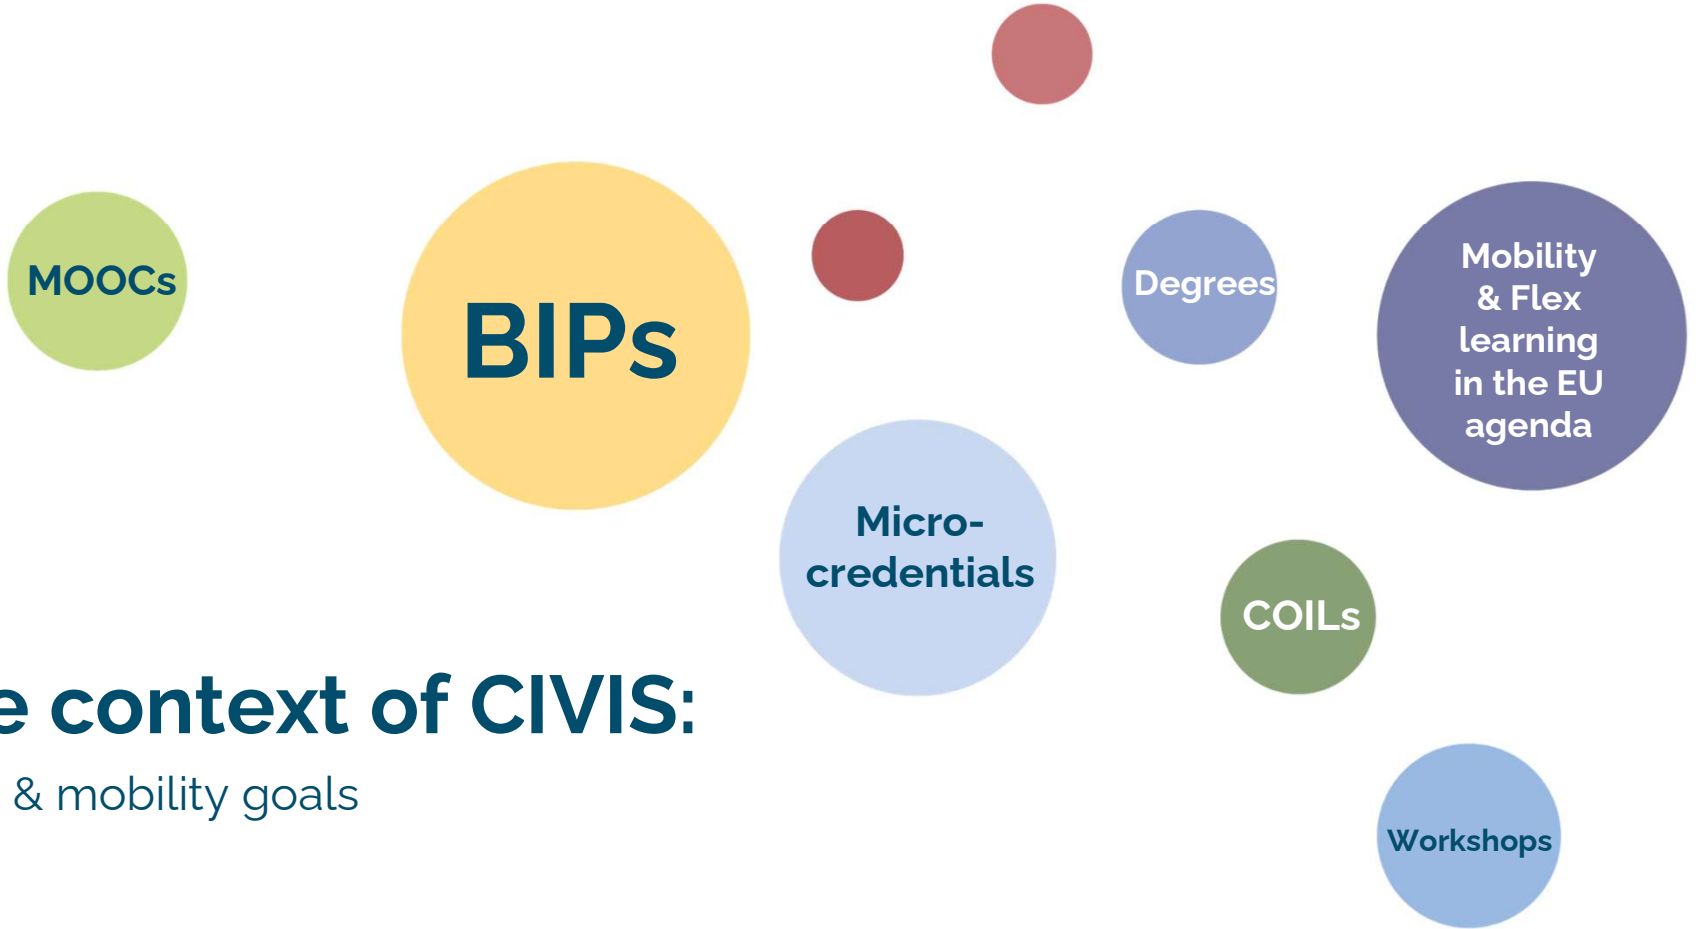 MOOCs
BIPs
Degrees
Mobility
& Flex
learning
in the EU
agenda
Micro-
credentials
COILs
e context of CIVIS:
& mobility goals
Workshops